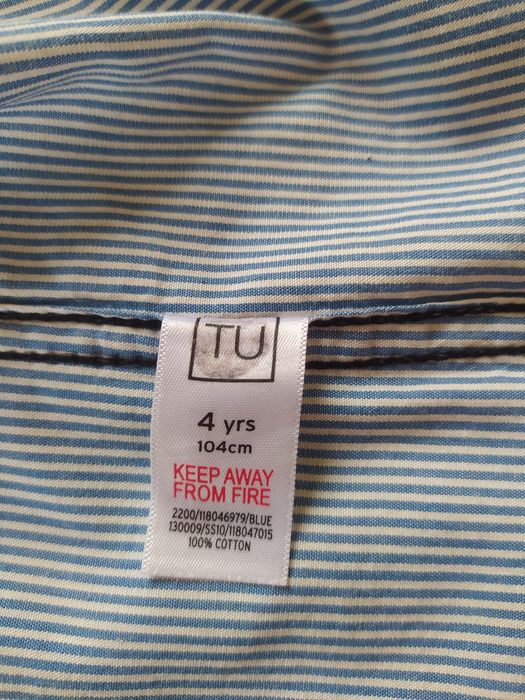 TU
4 yrs
104cm
KEEP AWAY
FROM FIRE
2200/118046979/BLUE
130009/SS10/118047015
100% COTTON